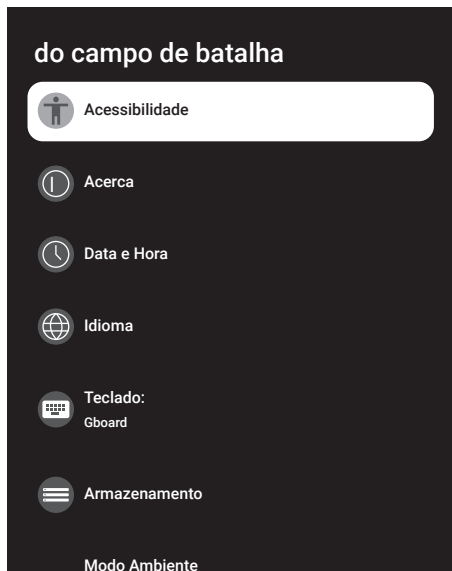 do campo de batalha
Acessibilidade
Acerca
Data e Hora
Idioma
Teclado:
Gboard
Armazenamento
Modo Ambiente